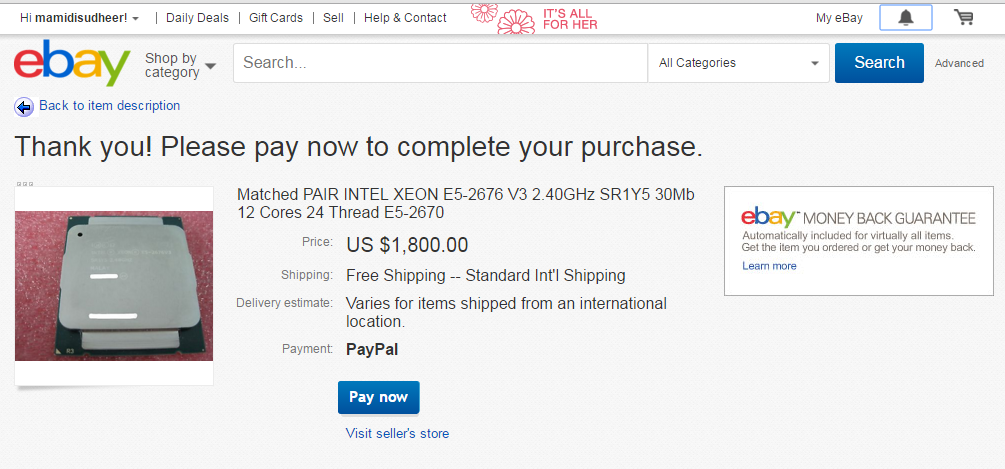 Hi mamidisudheer!
Daily Deals
Gift Cards
Sell
Help & Contact
IT'S ALL
FOR HER
My eBay
ebay
Shop by
category
Search...
All Categories
Search
Advanced
Back to item description
Thank you! Please pay now to complete your purchase.
Matched PAIR INTEL XEON E5-2676 V3 2.40GHz SR1Y5 30Mb
12 Cores 24 Thread E5-2670
Price: US $1,800.00
Shipping: Free Shipping -- Standard Int'l Shipping
Delivery estimate: Varies for items shipped from an international
location.
Payment: PayPal
Pay now
Visit seller's store
ebay™ MONEY BACK GUARANTEE
Automatically included for virtually all items.
Get the item you ordered or get your money back.
Learn more